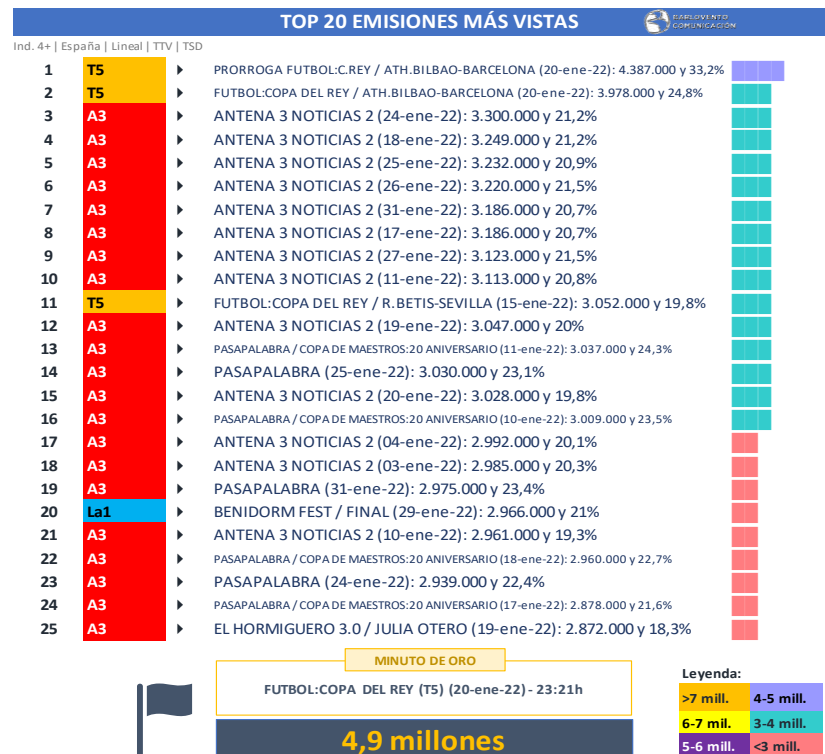 TOP 20 EMISIONES MÁS VISTAS
BARLOVENTO
COMUNICACIÓN
Ind. 4+ | España | Lineal | TTV | TSD
1 T5 PRORROGA FUTBOL:C.REY / ATH.BILBAO-BARCELONA (20-ene-22): 4.387.000 y 33,2%
2 T5 FUTBOL:COPA DEL REY / ATH.BILBAO-BARCELONA (20-ene-22): 3.978.000 y 24,8%
3 A3 ANTENA 3 NOTICIAS 2 (24-ene-22): 3.300.000 y 21,2%
4 A3 ANTENA 3 NOTICIAS 2 (18-ene-22): 3.249.000 y 21,2%
5 A3 ANTENA 3 NOTICIAS 2 (25-ene-22): 3.232.000 y 20,9%
6 A3 ANTENA 3 NOTICIAS 2 (26-ene-22): 3.220.000 y 21,5%
7 A3 ANTENA 3 NOTICIAS 2 (31-ene-22): 3.186.000 y 20,7%
8 A3 ANTENA 3 NOTICIAS 2 (17-ene-22): 3.186.000 y 20,7%
9 A3 ANTENA 3 NOTICIAS 2 (27-ene-22): 3.123.000 y 21,5%
10 A3 ANTENA 3 NOTICIAS 2 (11-ene-22): 3.113.000 y 20,8%
11 T5 FUTBOL:COPA DEL REY / R.BETIS-SEVILLA (15-ene-22): 3.052.000 y 19,8%
12 A3 ANTENA 3 NOTICIAS 2 (19-ene-22): 3.047.000 y 20%
13 A3 PASAPALABRA / COPA DE MAESTROS:20 ANIVERSARIO (11-ene-22): 3.037.000 y 24,3%
14 A3 PASAPALABRA (25-ene-22): 3.030.000 y 23,1%
15 A3 ANTENA 3 NOTICIAS 2 (20-ene-22): 3.028.000 y 19,8%
16 A3 PASAPALABRA / COPA DE MAESTROS:20 ANIVERSARIO (10-ene-22): 3.009.000 y 23,5%
17 A3 ANTENA 3 NOTICIAS 2 (04-ene-22): 2.992.000 y 20,1%
18 A3 ANTENA 3 NOTICIAS 2 (03-ene-22): 2.985.000 y 20,3%
19 A3 PASAPALABRA (31-ene-22): 2.975.000 y 23,4%
20 La1 BENIDORM FEST / FINAL (29-ene-22): 2.966.000 y 21%
21 A3 ANTENA 3 NOTICIAS 2 (10-ene-22): 2.961.000 y 19,3%
22 A3 PASAPALABRA / COPA DE MAESTROS:20 ANIVERSARIO (18-ene-22): 2.960.000 y 22,7%
23 A3 PASAPALABRA (24-ene-22): 2.939.000 y 22,4%
24 A3 PASAPALABRA / COPA DE MAESTROS:20 ANIVERSARIO (17-ene-22): 2.878.000 y 21,6%
25 A3 EL HORMIGUERO 3.0 / JULIA OTERO (19-ene-22): 2.872.000 y 18,3%
MINUTO DE ORO
FUTBOL:COPA DEL REY (T5) (20-ene-22) - 23:21h
4,9 millones
Leyenda:
>7 mill. 4-5 mill.
6-7 mill. 3-4 mill.
5-6 mill. <3 mill.